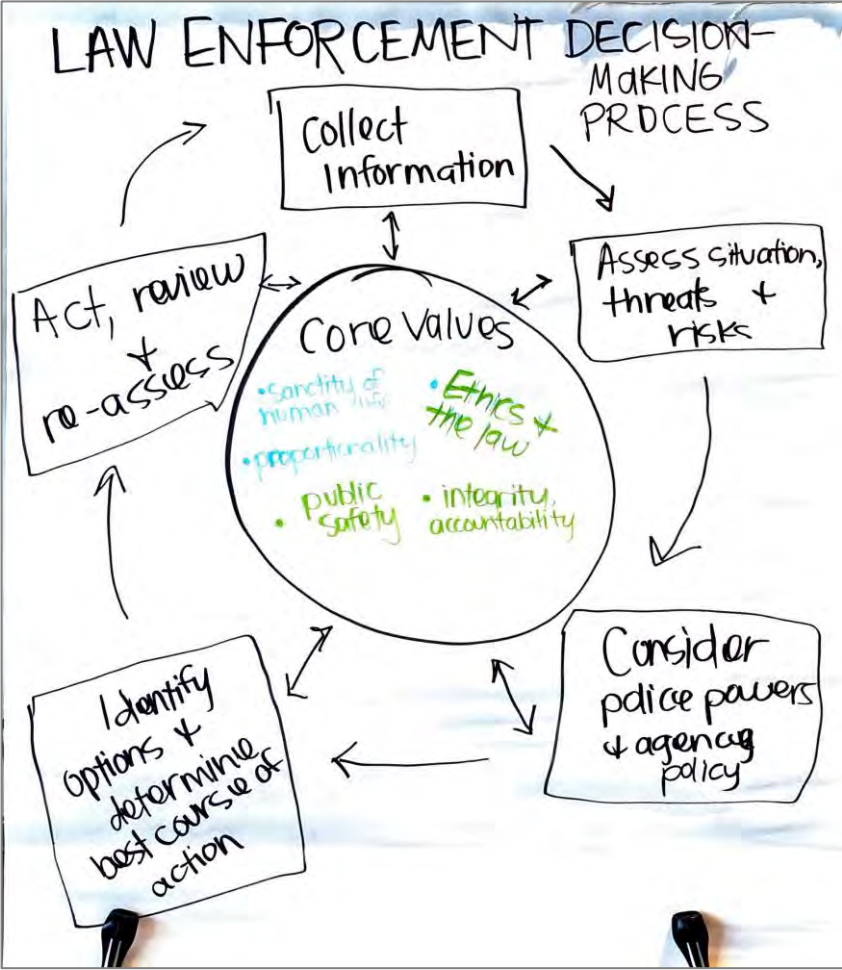 LAW ENFORCEMENT DECISION-
MAKING
PROCESS
Collect
Information
Assess situation,
threats +
risks
Consider
police powers
+ agency
policy
Identify
options +
determine
best course of
action
Act, review
+
re-assess
Core Values
• sanctity of
human life
• proportionality
• public
safety
• Ethics +
the law
• integrity,
accountability